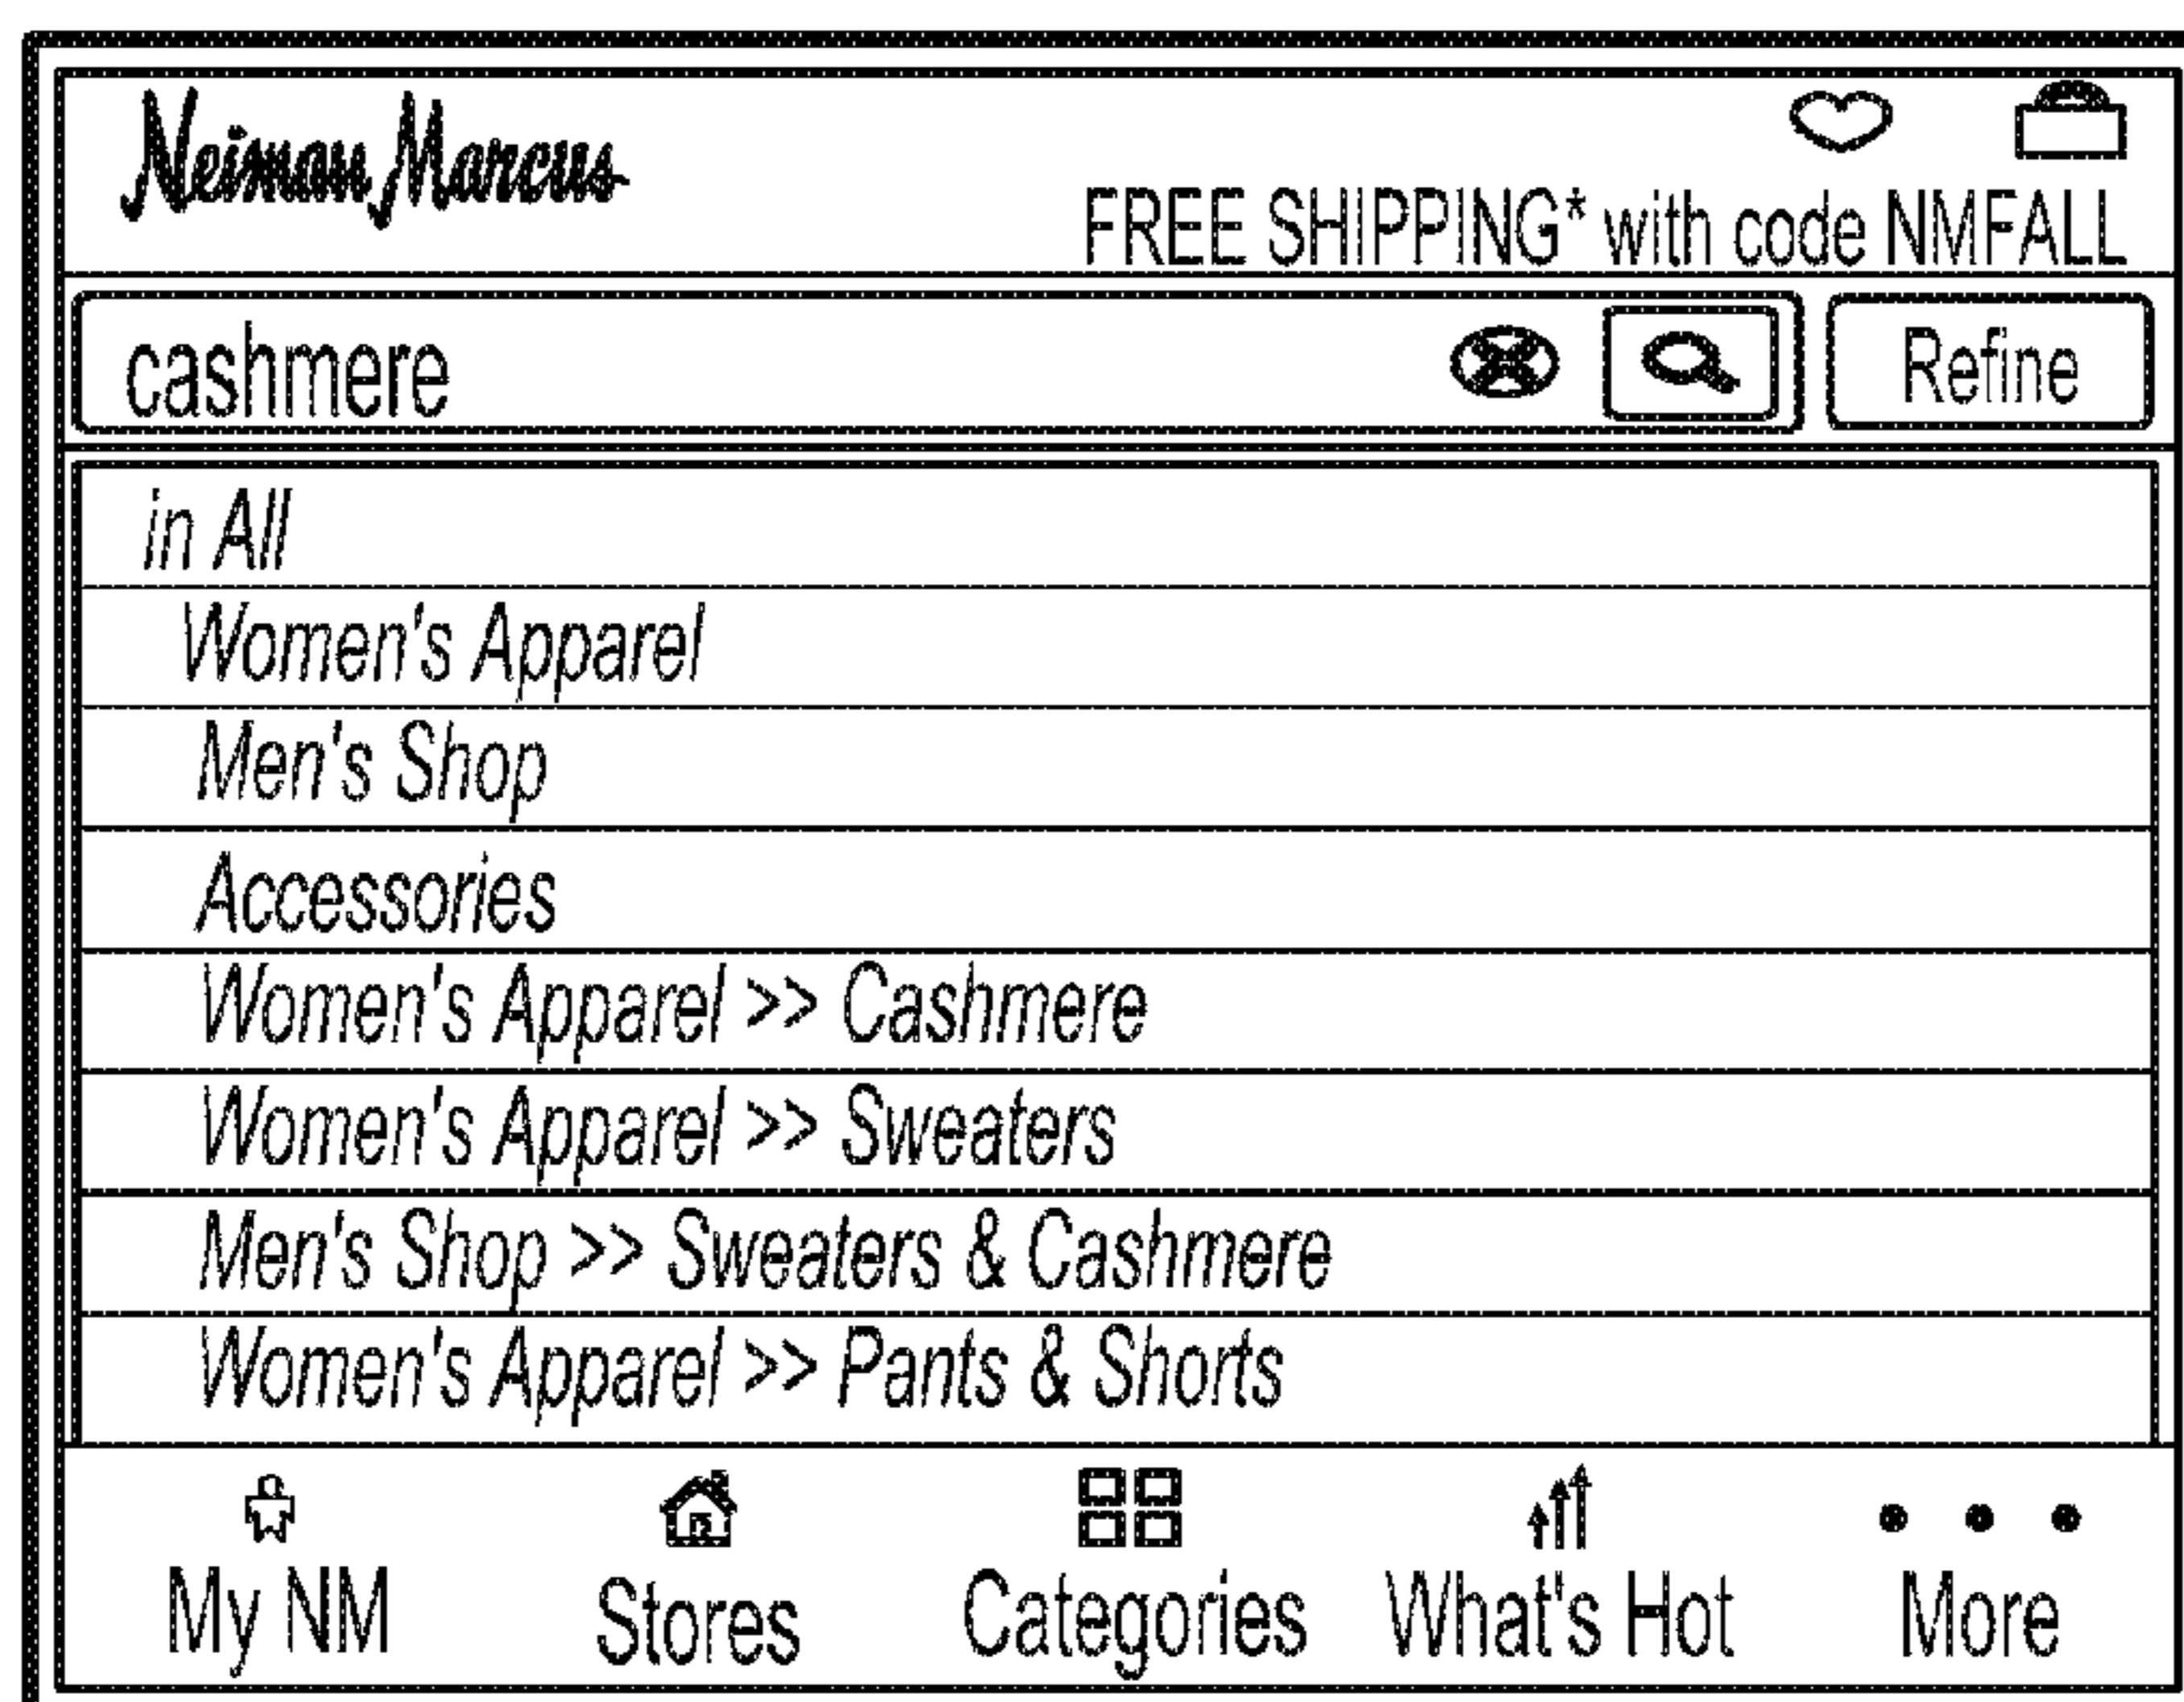 Neiman Marcus
FREE SHIPPING* with code NMFALL
cashmere
Refine
in All
Women's Apparel
Men's Shop
Accessories
Women's Apparel >> Cashmere
Women's Apparel >> Sweaters
Men's Shop >> Sweaters & Cashmere
Women's Apparel >> Pants & Shorts
My NM
Stores
Categories
What's Hot
More